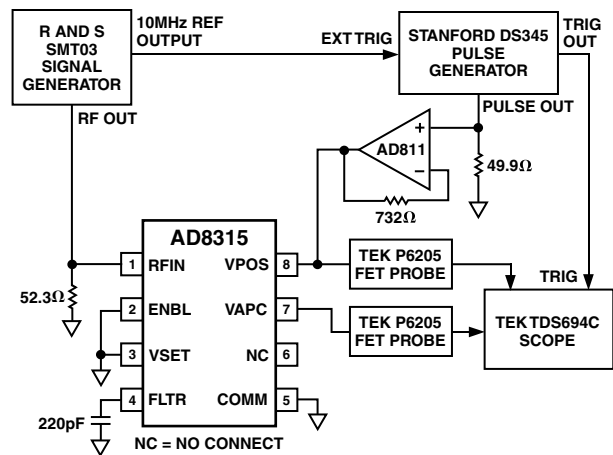 R AND S
SMT03
SIGNAL
GENERATOR
10MHz REF
OUTPUT
EXT TRIG
STANFORD DS345
PULSE
GENERATOR
TRIG
OUT
RF OUT
PULSE OUT
+
AD811
–
49.9Ω
732Ω
AD8315
1 RFIN
VPOS 8
TEK P6205
FET PROBE
TRIG
52.3Ω
2 ENBL
VAPC 7
TEK P6205
FET PROBE
TEK TDS694C
SCOPE
3 VSET
NC 6
4 FLTR
COMM 5
220pF
NC = NO CONNECT